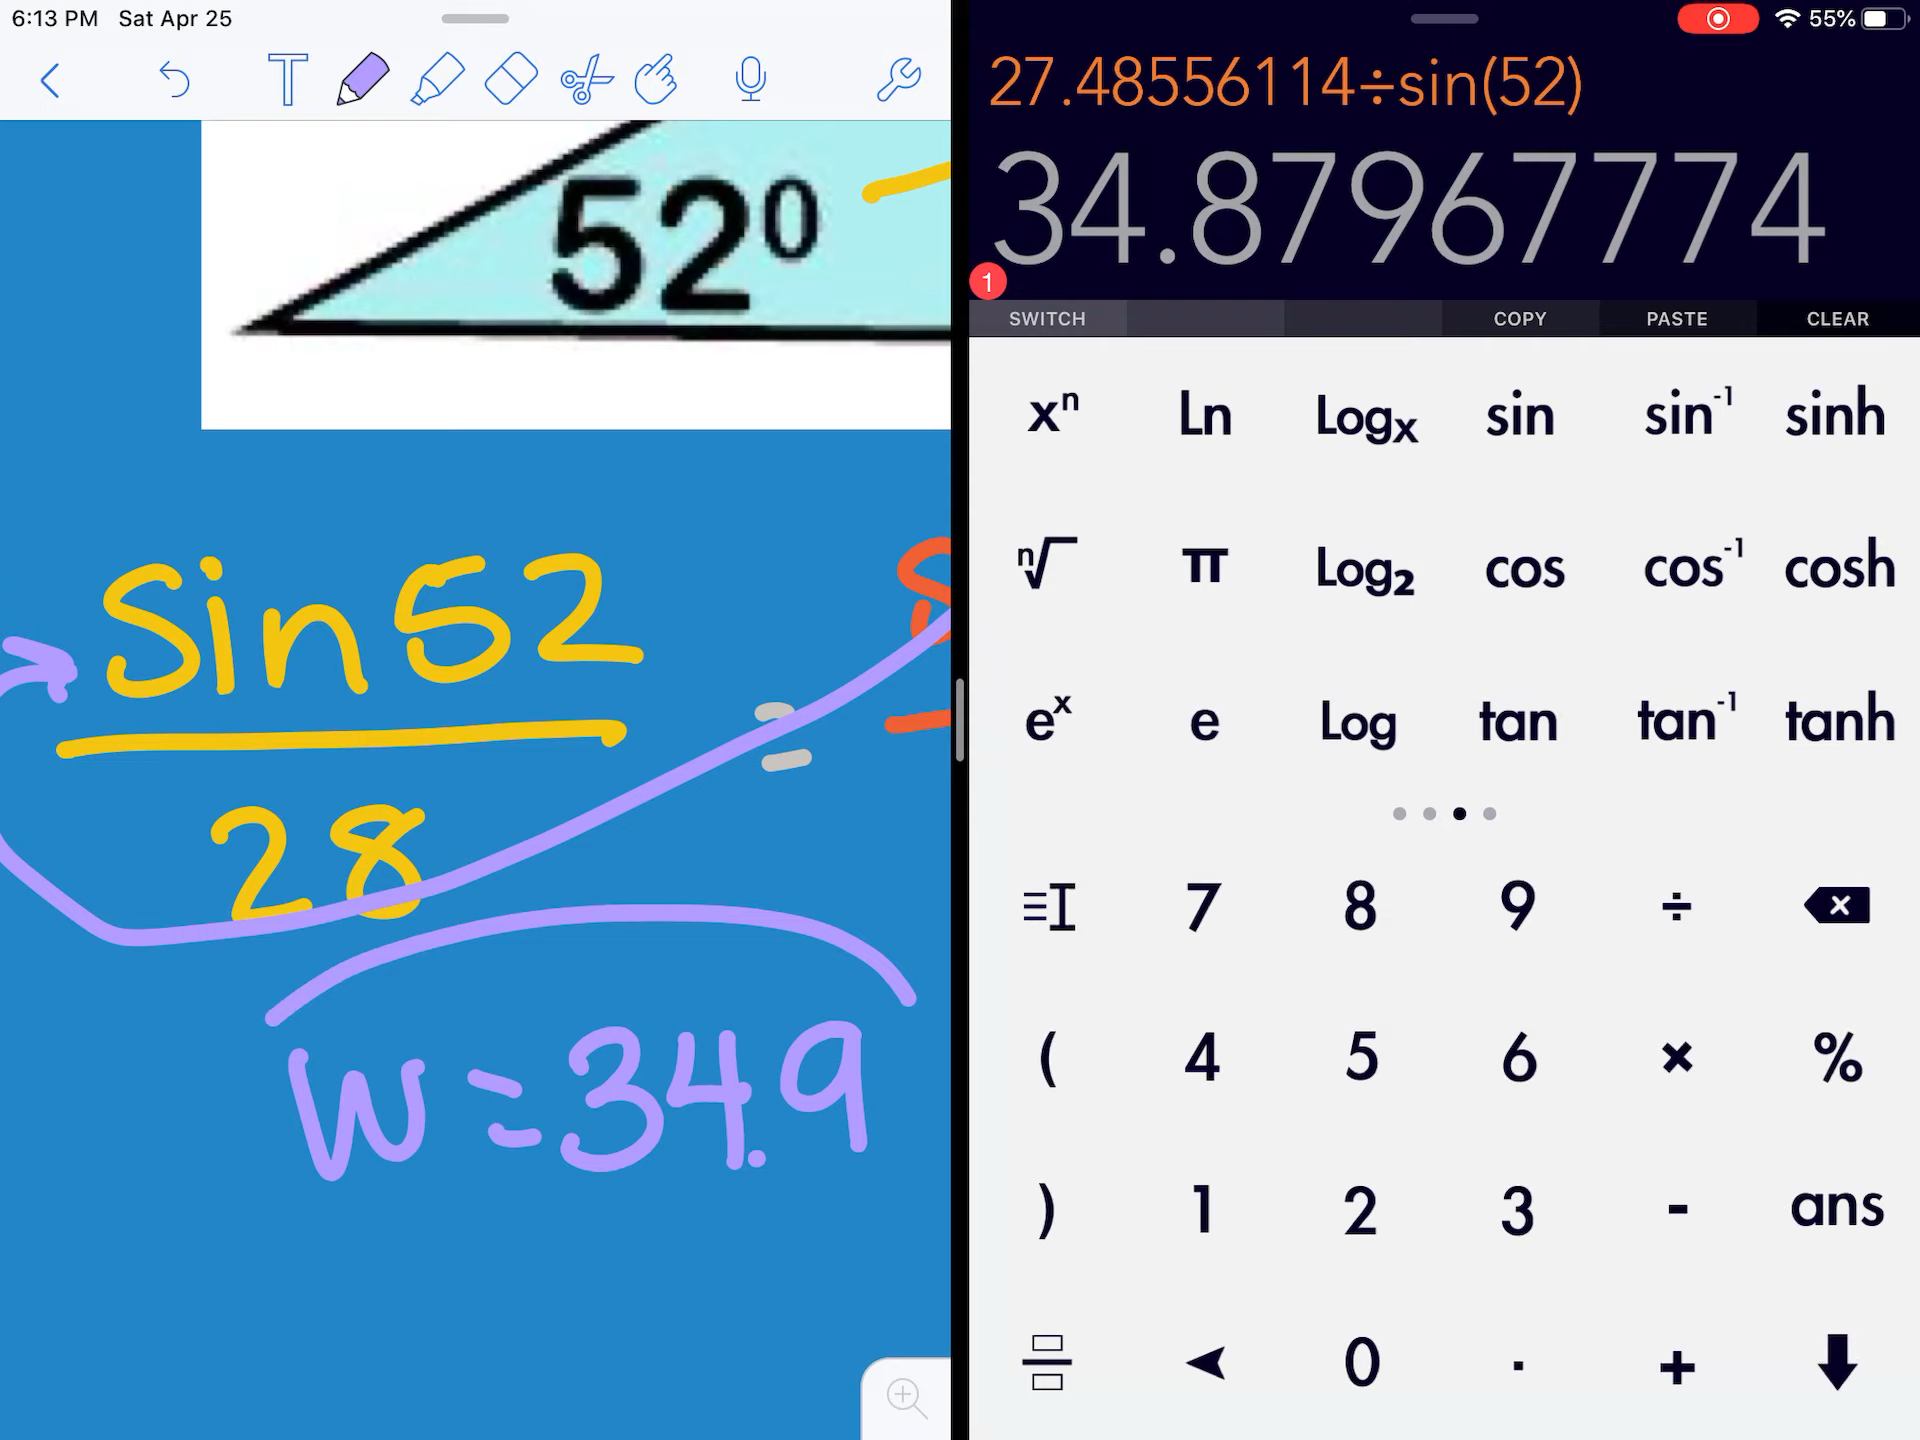 6:13 PM Sat Apr 25
55%
T
27.48556114÷sin(52)
34.87967774
1
SWITCH COPY PASTE CLEAR
52⁰
xⁿ Ln Logₓ sin sin⁻¹ sinh
ⁿ√ π Log₂ cos cos⁻¹ cosh
eˣ e Log tan tan⁻¹ tanh
Sin 52
=
28
W = 34.9
7 8 9 ÷
( 4 5 6 × %
) 1 2 3 - ans
0 . +